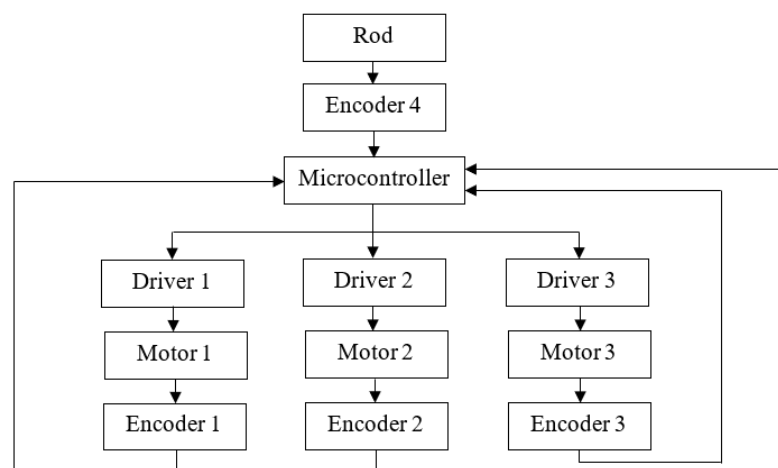 Rod
Encoder 4
Microcontroller
Driver 1
Driver 2
Driver 3
Motor 1
Motor 2
Motor 3
Encoder 1
Encoder 2
Encoder 3